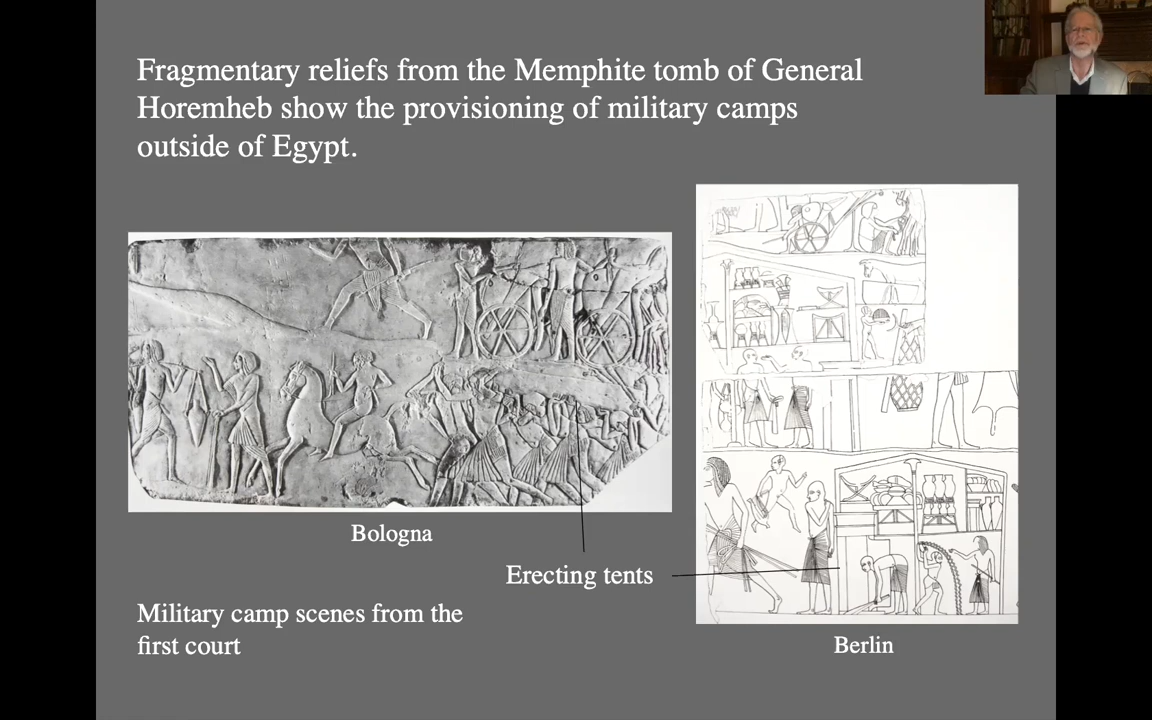 Fragmentary reliefs from the Memphite tomb of General
Horemheb show the provisioning of military camps
outside of Egypt.
Bologna
Erecting tents
Military camp scenes from the
first court
Berlin